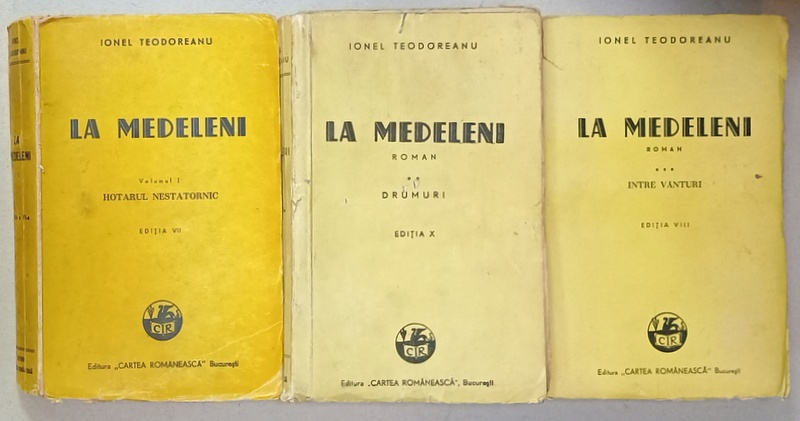 IONEL TEODOREANU
LA MEDELENI
Volumul I
HOTARUL NESTATORNIC
EDIȚIA VII
CR
Editura „CARTEA ROMÂNEASCĂ" București
IONEL TEODOREANU
LA MEDELENI
ROMAN
**
DRUMURI
EDIȚIA X
CR
Editura „CARTEA ROMÂNEASCĂ", București
IONEL TEODOREANU
LA MEDELENI
ROMAN
***
INTRE VANTURI
EDIȚIA VIII
CR
Editura „CARTEA ROMÂNEASCĂ" București